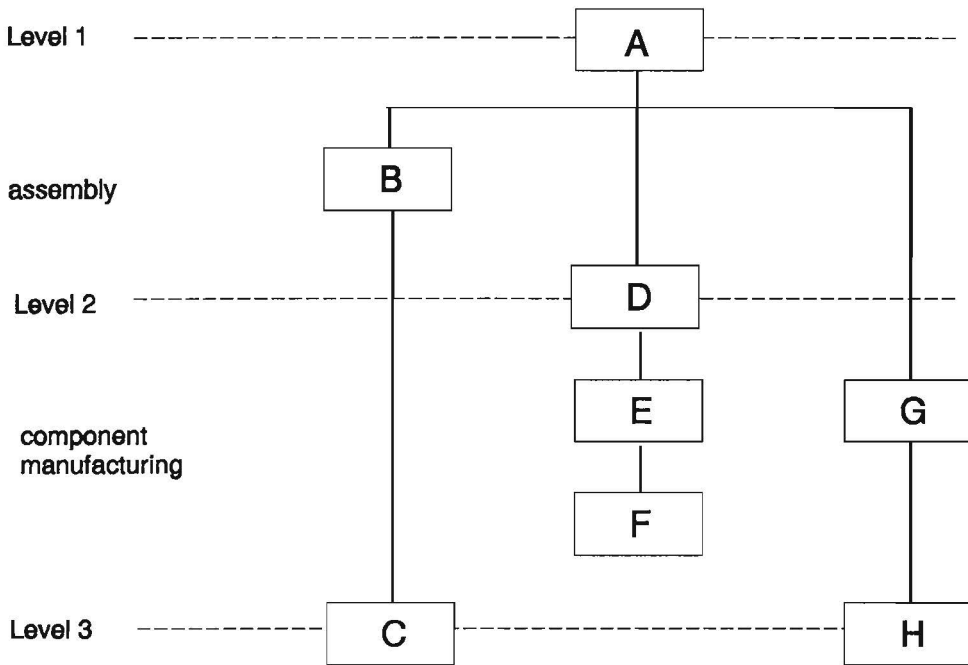 Level 1
A
B
assembly
Level 2
D
E
G
component
manufacturing
F
Level 3
C
H